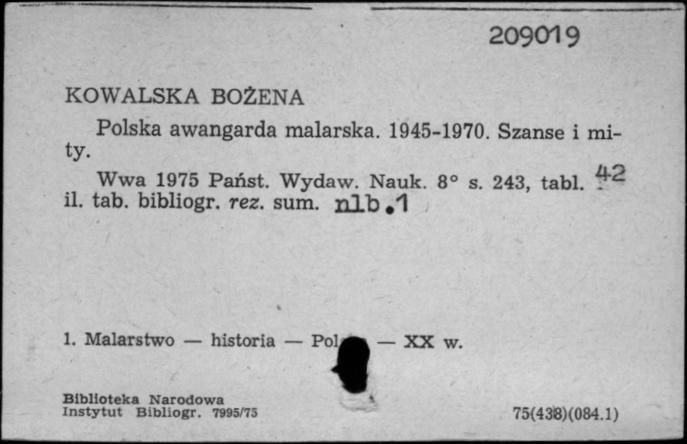 209019
KOWALSKA BOŻENA
Polska awangarda malarska. 1945-1970. Szanse i mi-
ty.
Wwa 1975 Państ. Wydaw. Nauk. 8° s. 243, tabl. 42
il. tab. bibliogr. rez. sum. nlb.1
1. Malarstwo — historia — — XX w.
Biblioteka Narodowa
Instytut Bibliogr. 7995/75
75(438)(084.1)